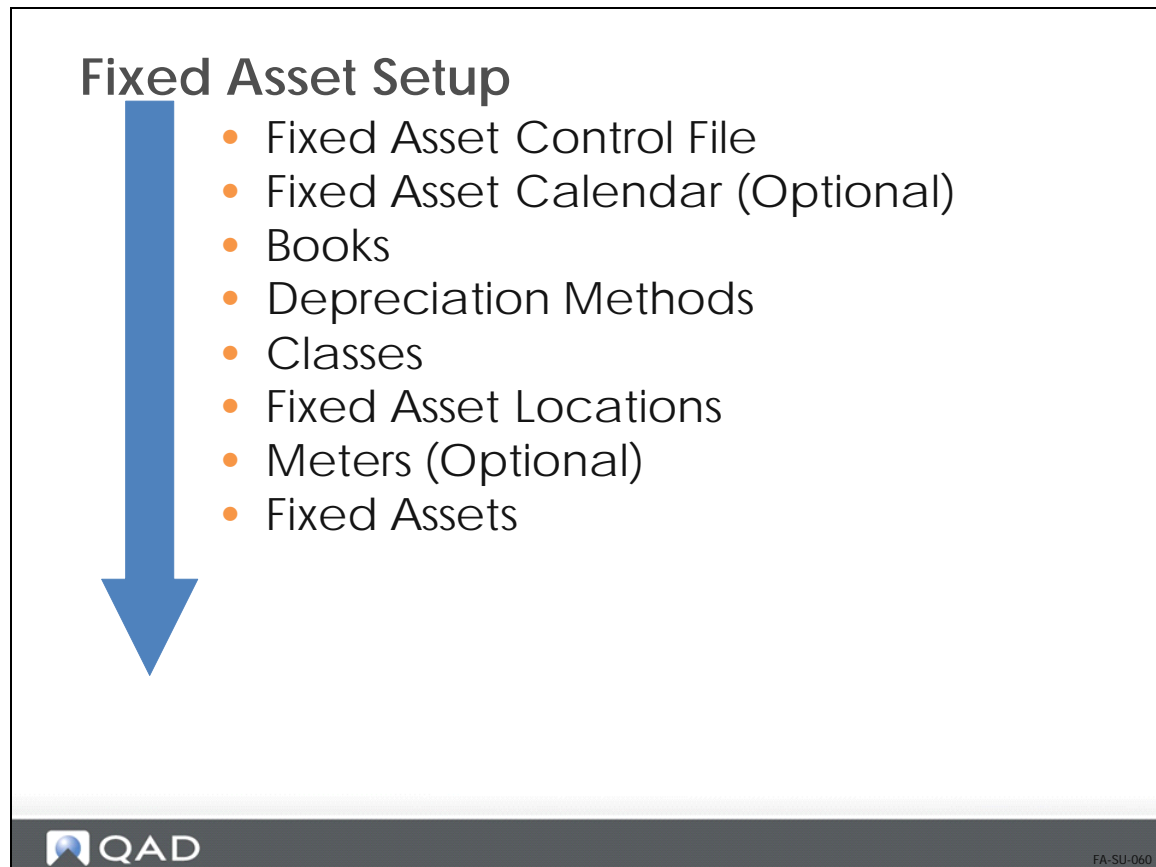 Fixed Asset Setup
• Fixed Asset Control File
• Fixed Asset Calendar (Optional)
• Books
• Depreciation Methods
• Classes
• Fixed Asset Locations
• Meters (Optional)
• Fixed Assets
QAD
FA-SU-060